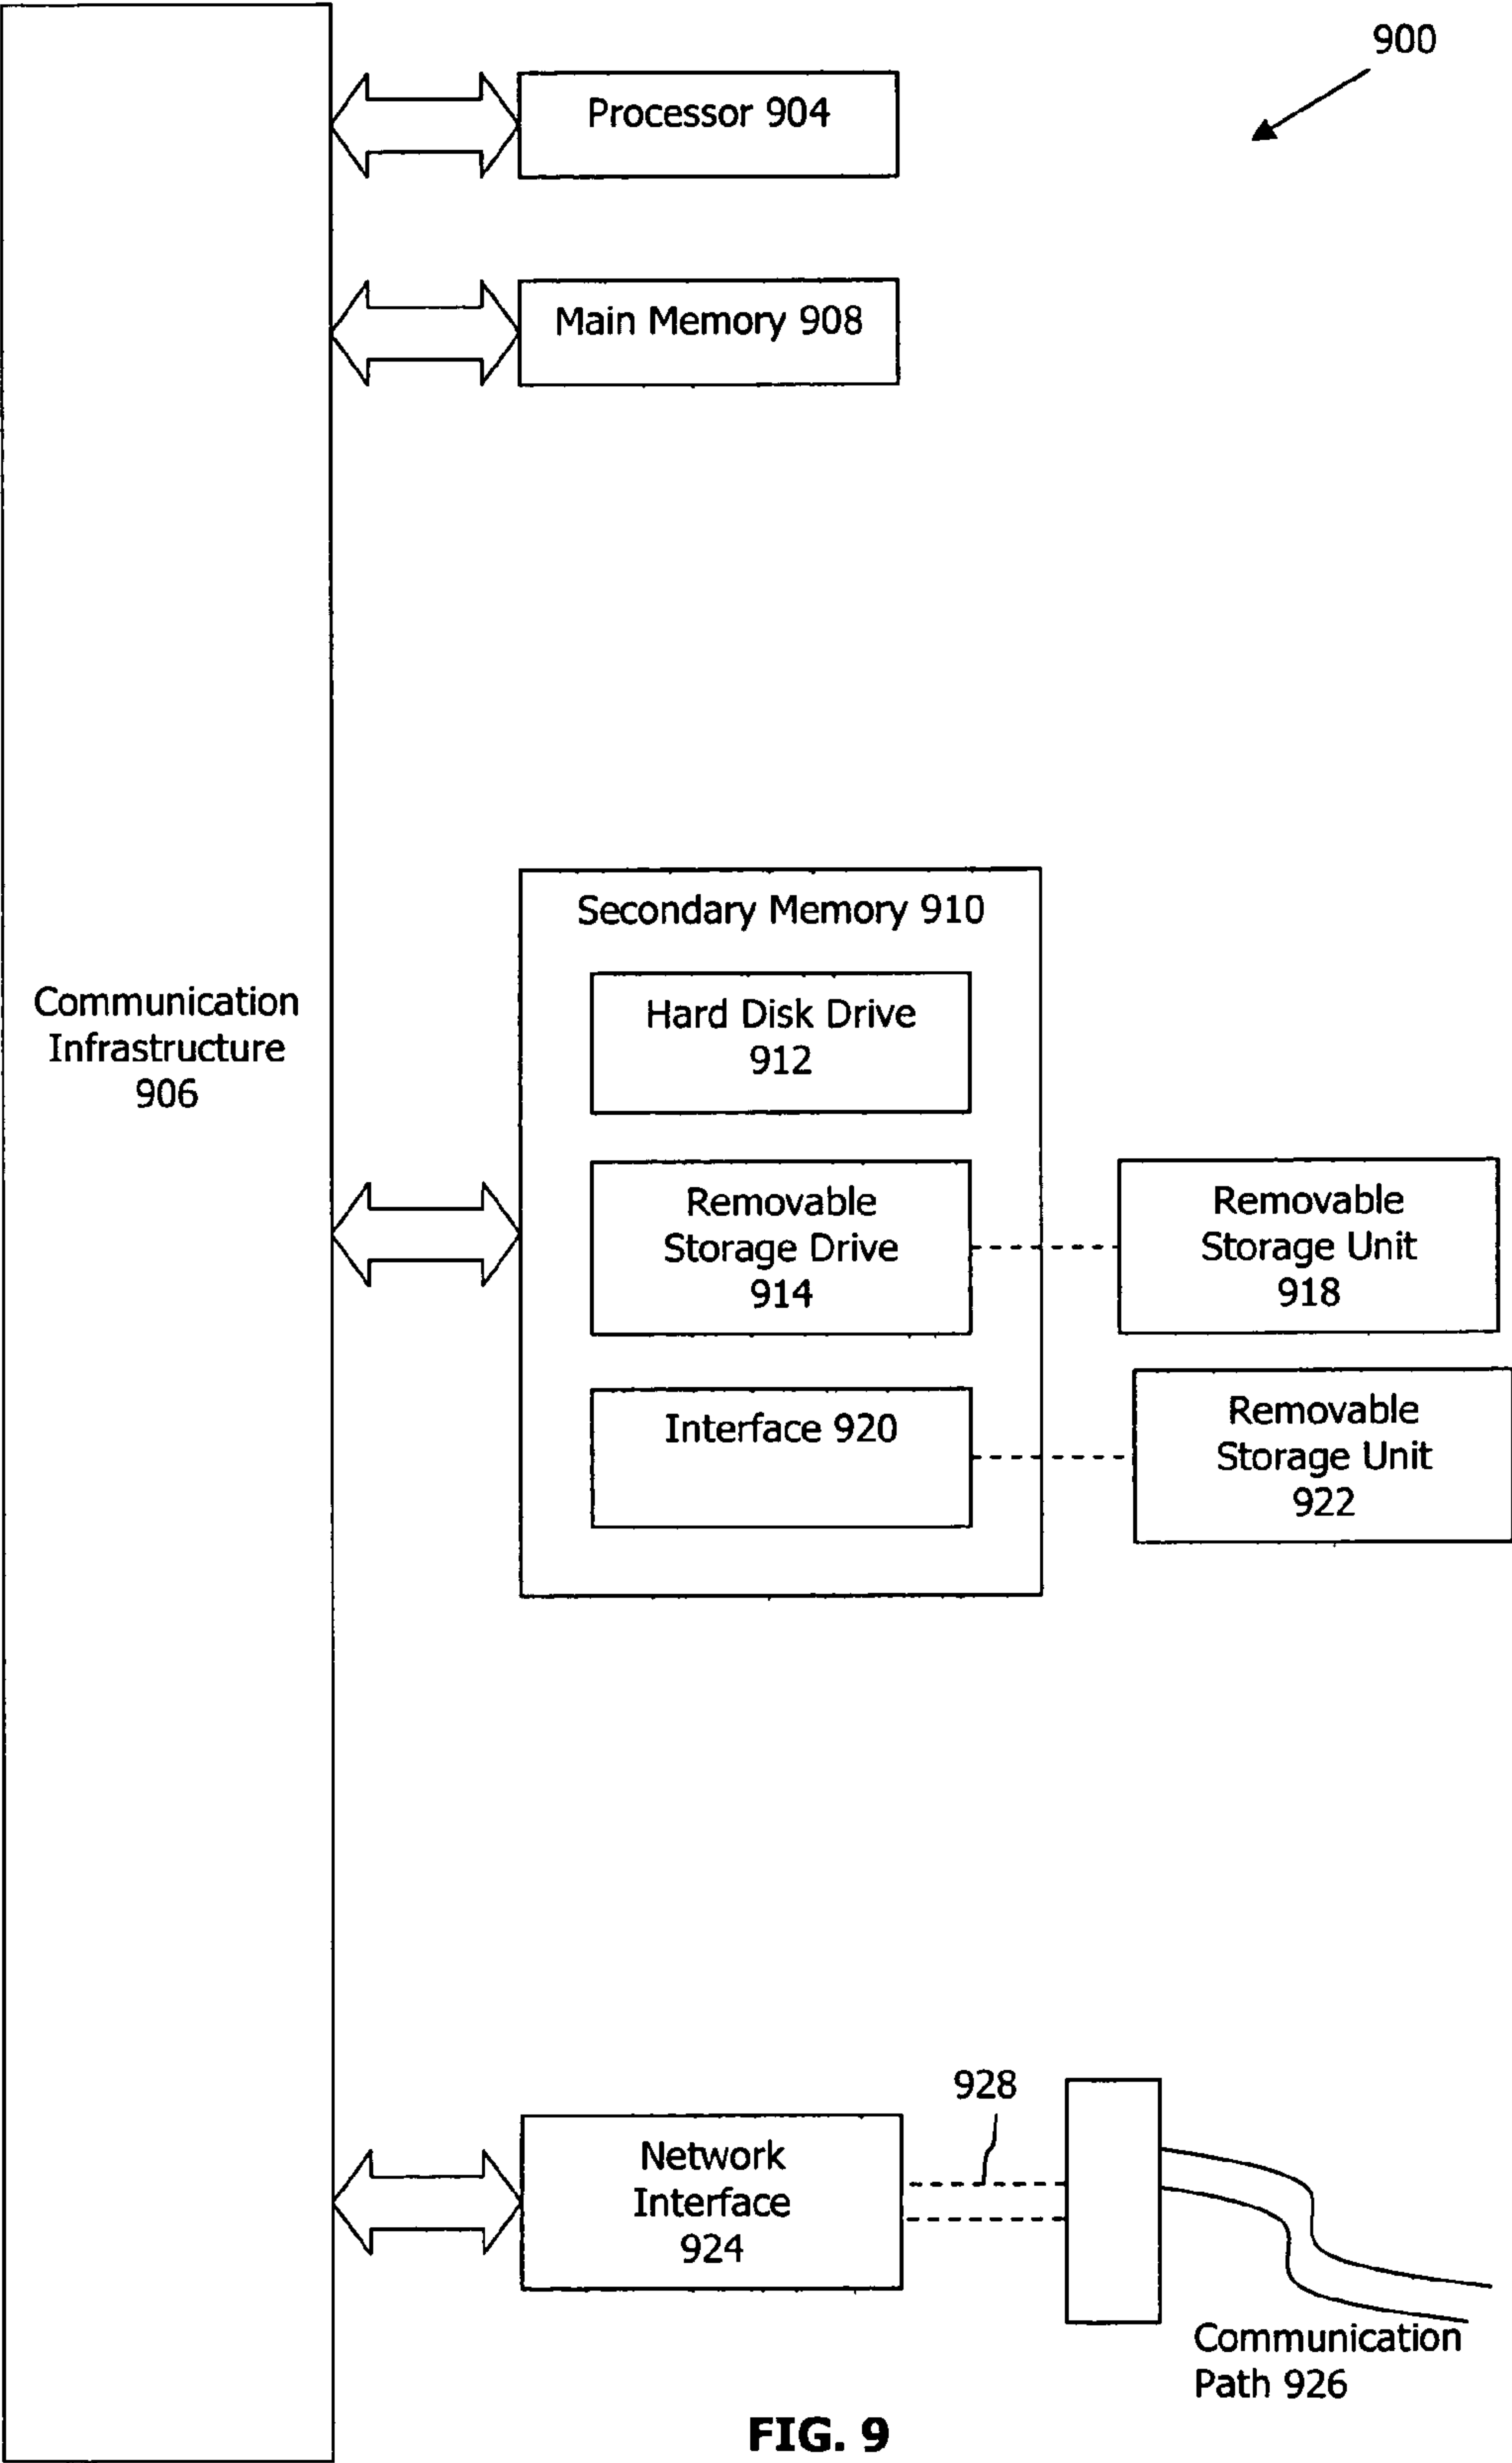 900
Processor 904
Main Memory 908
Secondary Memory 910
Hard Disk Drive
912
Communication
Infrastructure
906
Removable
Storage Drive
914
Removable
Storage Unit
918
Interface 920
Removable
Storage Unit
922
928
Network
Interface
924
Communication
Path 926
FIG. 9